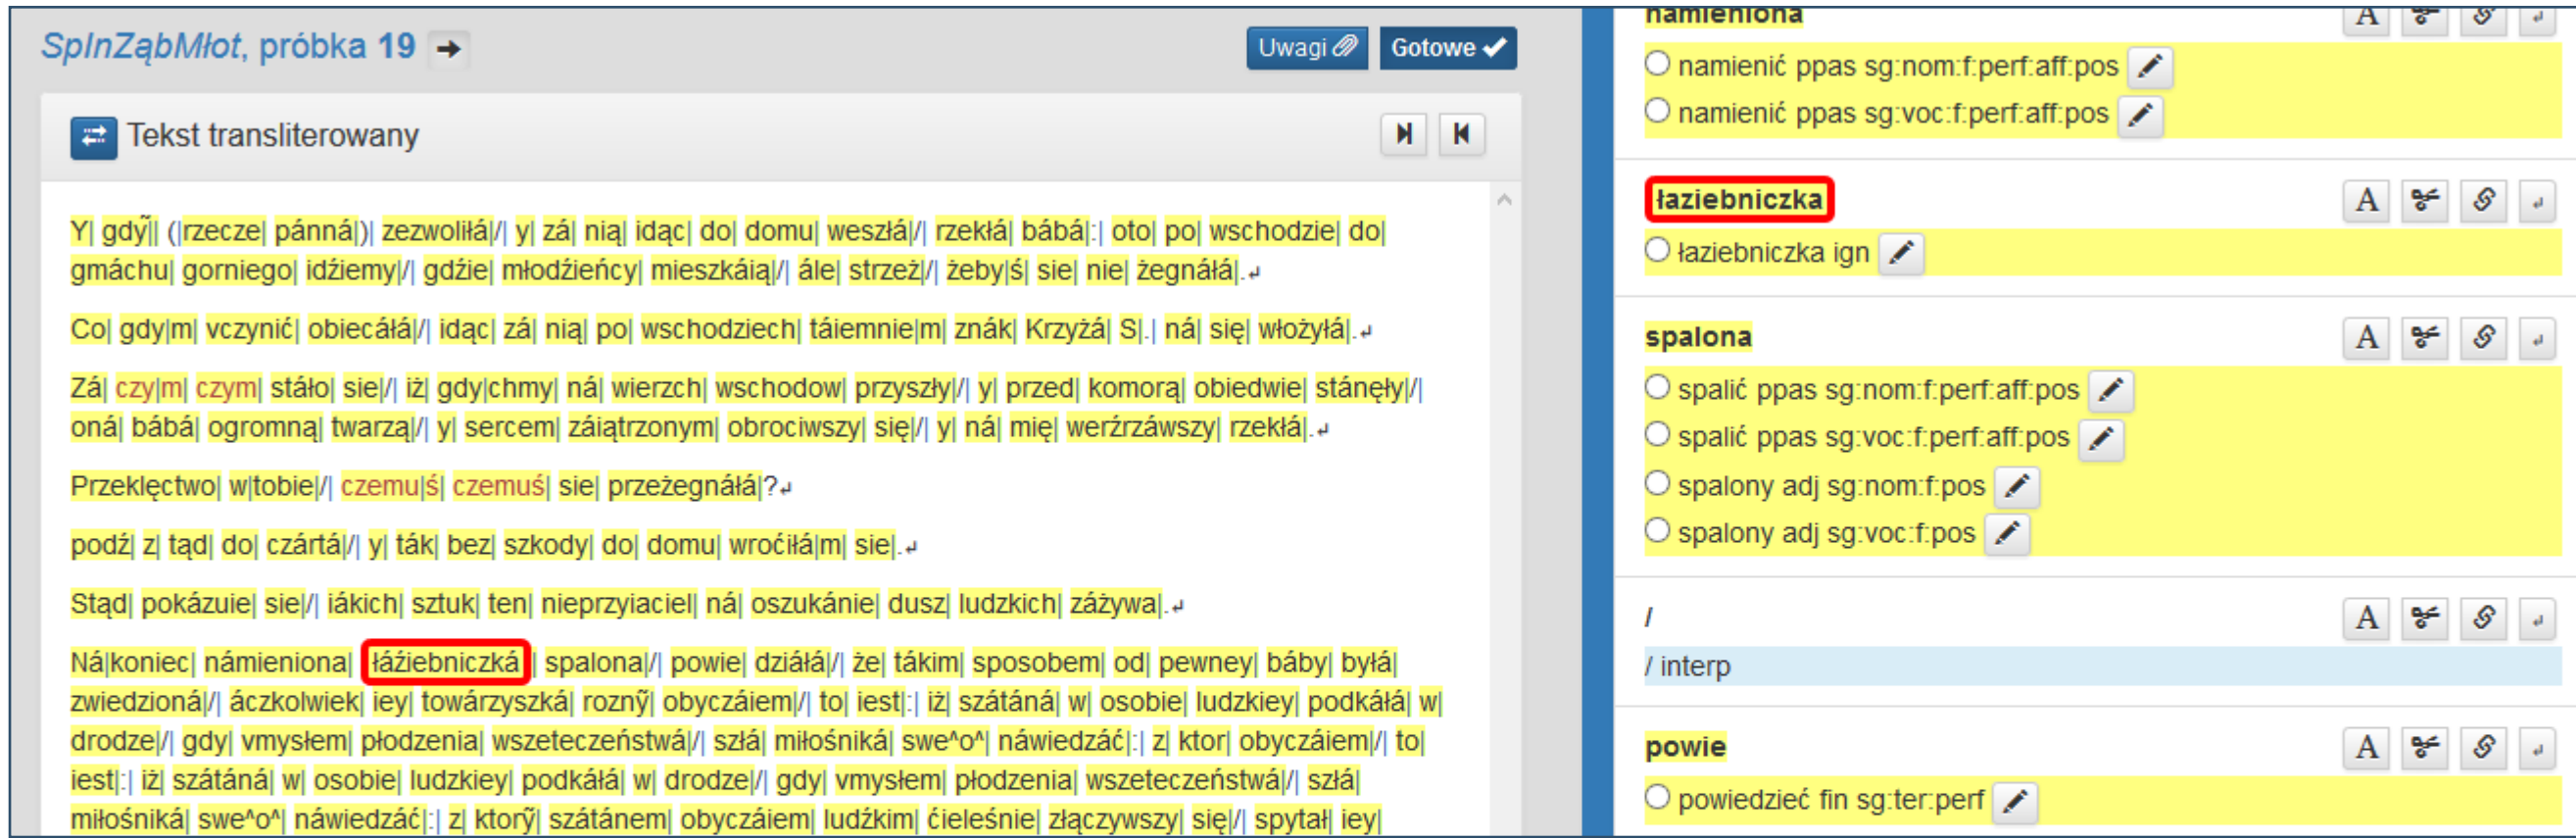 SpInZąbMłot, próbka 19 →
Uwagi Gotowe
Tekst transliterowany
Y| gdỹ|| (|rzecze| pánná|)| zezwoliłá|/| y| zá| nią| idąc| do| domu| weszłá|/| rzekłá| bábá|:| oto| po| wschodzie| do|
gmáchu| gorniego| idźiemy|/| gdźie| młodźieńcy| mieszkáią|/| ále| strzeż|/| żeby|ś| sie| nie| żegnáłá|.↵
Co| gdy|m| vczynić| obiecáłá|/| idąc| zá| nią| po| wschodziech| táiemnie|m| znák| Krzyżá| S|.| ná| się| włożyłá|.↵
Zá| czy|m| czym| stáło| sie|/| iż| gdy|chmy| ná| wierzch| wschodow| przyszły|/| y| przed| komorą| obiedwie| stánęły|/|
oná| bábá| ogromną| twarzą|/| y| sercem| záiątrzonym| obrociwszy| się|/| y| ná| mię| werźrzáwszy| rzekłá|.↵
Przeklęctwo| w|tobie|/| czemu|ś| czemuś| sie| przeżegnáłá|?↵
podź| z| tąd| do| czártá|/| y| ták| bez| szkody| do| domu| wroćiłá|m| sie|.↵
Stąd| pokázuie| sie|/| iákich| sztuk| ten| nieprzyiaciel| ná| oszukánie| dusz| ludzkich| záżywa|.↵
Ná|koniec| námieniona| łáźiebniczká| spalona|/| powie| dziáłá|/| że| tákim| sposobem| od| pewney| báby| byłá|
zwiedzioná|/| áczkolwiek| iey| towárzyszká| roznỹ| obyczáiem|/| to| iest|:| iż| szátáná| w| osobie| ludzkiey| podkáłá| w|
drodze|/| gdy| vmysłem| płodzenia| wszeteczeństwá|/| szłá| miłośniká| swe^o^| náwiedzáć|:| z| ktor| obyczáiem|/| to|
iest|:| iż| szátáná| w| osobie| ludzkiey| podkáłá| w| drodze|/| gdy| vmysłem| płodzenia| wszeteczeństwá|/| szłá|
miłośniká| swe^o^| náwiedzáć|:| z| ktorỹ| szátánem| obyczáiem| ludźkim| ćieleśnie| złączywszy| się|/| spytał| iey|
namieniona A
namienić ppas sg:nom:f:perf:aff:pos
namienić ppas sg:voc:f:perf:aff:pos
łaziebniczka A ↵
łaziebniczka ign
spalona A ↵
spalić ppas sg:nom:f:perf:aff:pos
spalić ppas sg:voc:f:perf:aff:pos
spalony adj sg:nom:f:pos
spalony adj sg:voc:f:pos
/ A ↵
/ interp
powie A ↵
powiedzieć fin sg:ter:perf